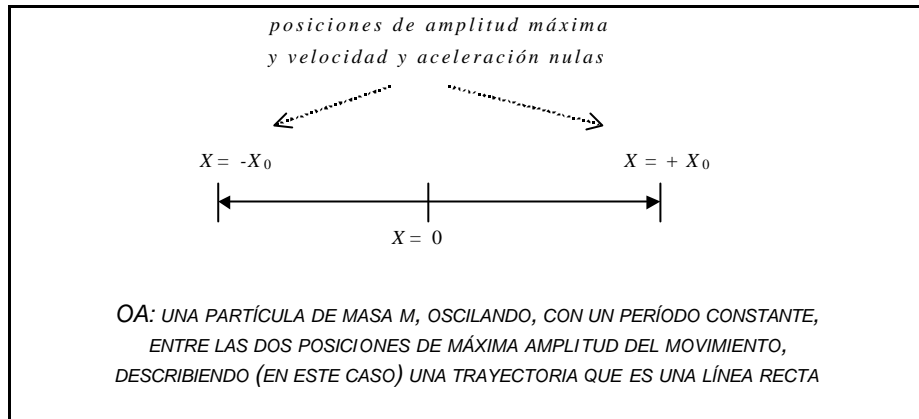 posiciones de amplitud máxima
y velocidad y aceleración nulas
X = -X0
X = + X0
X = 0
OA: UNA PARTÍCULA DE MASA M, OSCILANDO, CON UN PERÍODO CONSTANTE,
ENTRE LAS DOS POSICIONES DE MÁXIMA AMPLITUD DEL MOVIMIENTO,
DESCRIBIENDO (EN ESTE CASO) UNA TRAYECTORIA QUE ES UNA LÍNEA RECTA